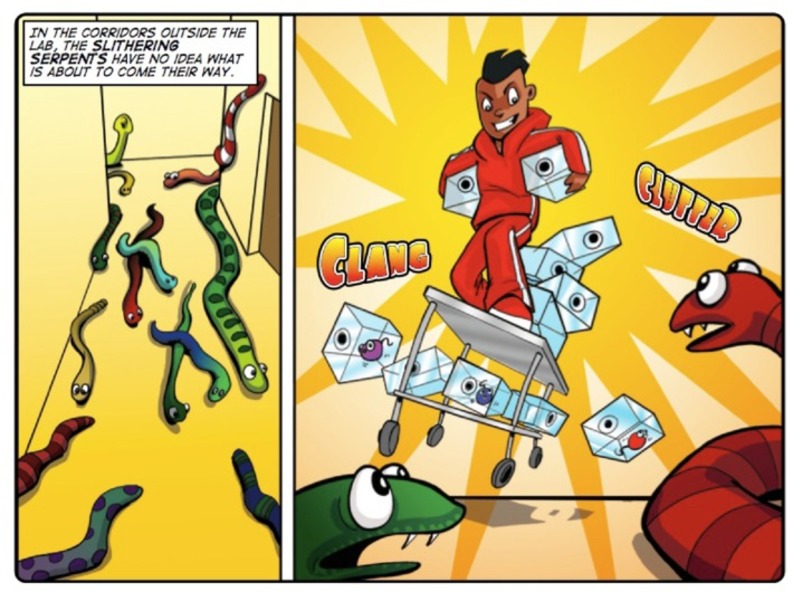 IN THE CORRIDORS OUTSIDE THE
LAB, THE SLITHERING
SERPENTS HAVE NO IDEA WHAT
IS ABOUT TO COME THEIR WAY.
CLANG
CLUTTER